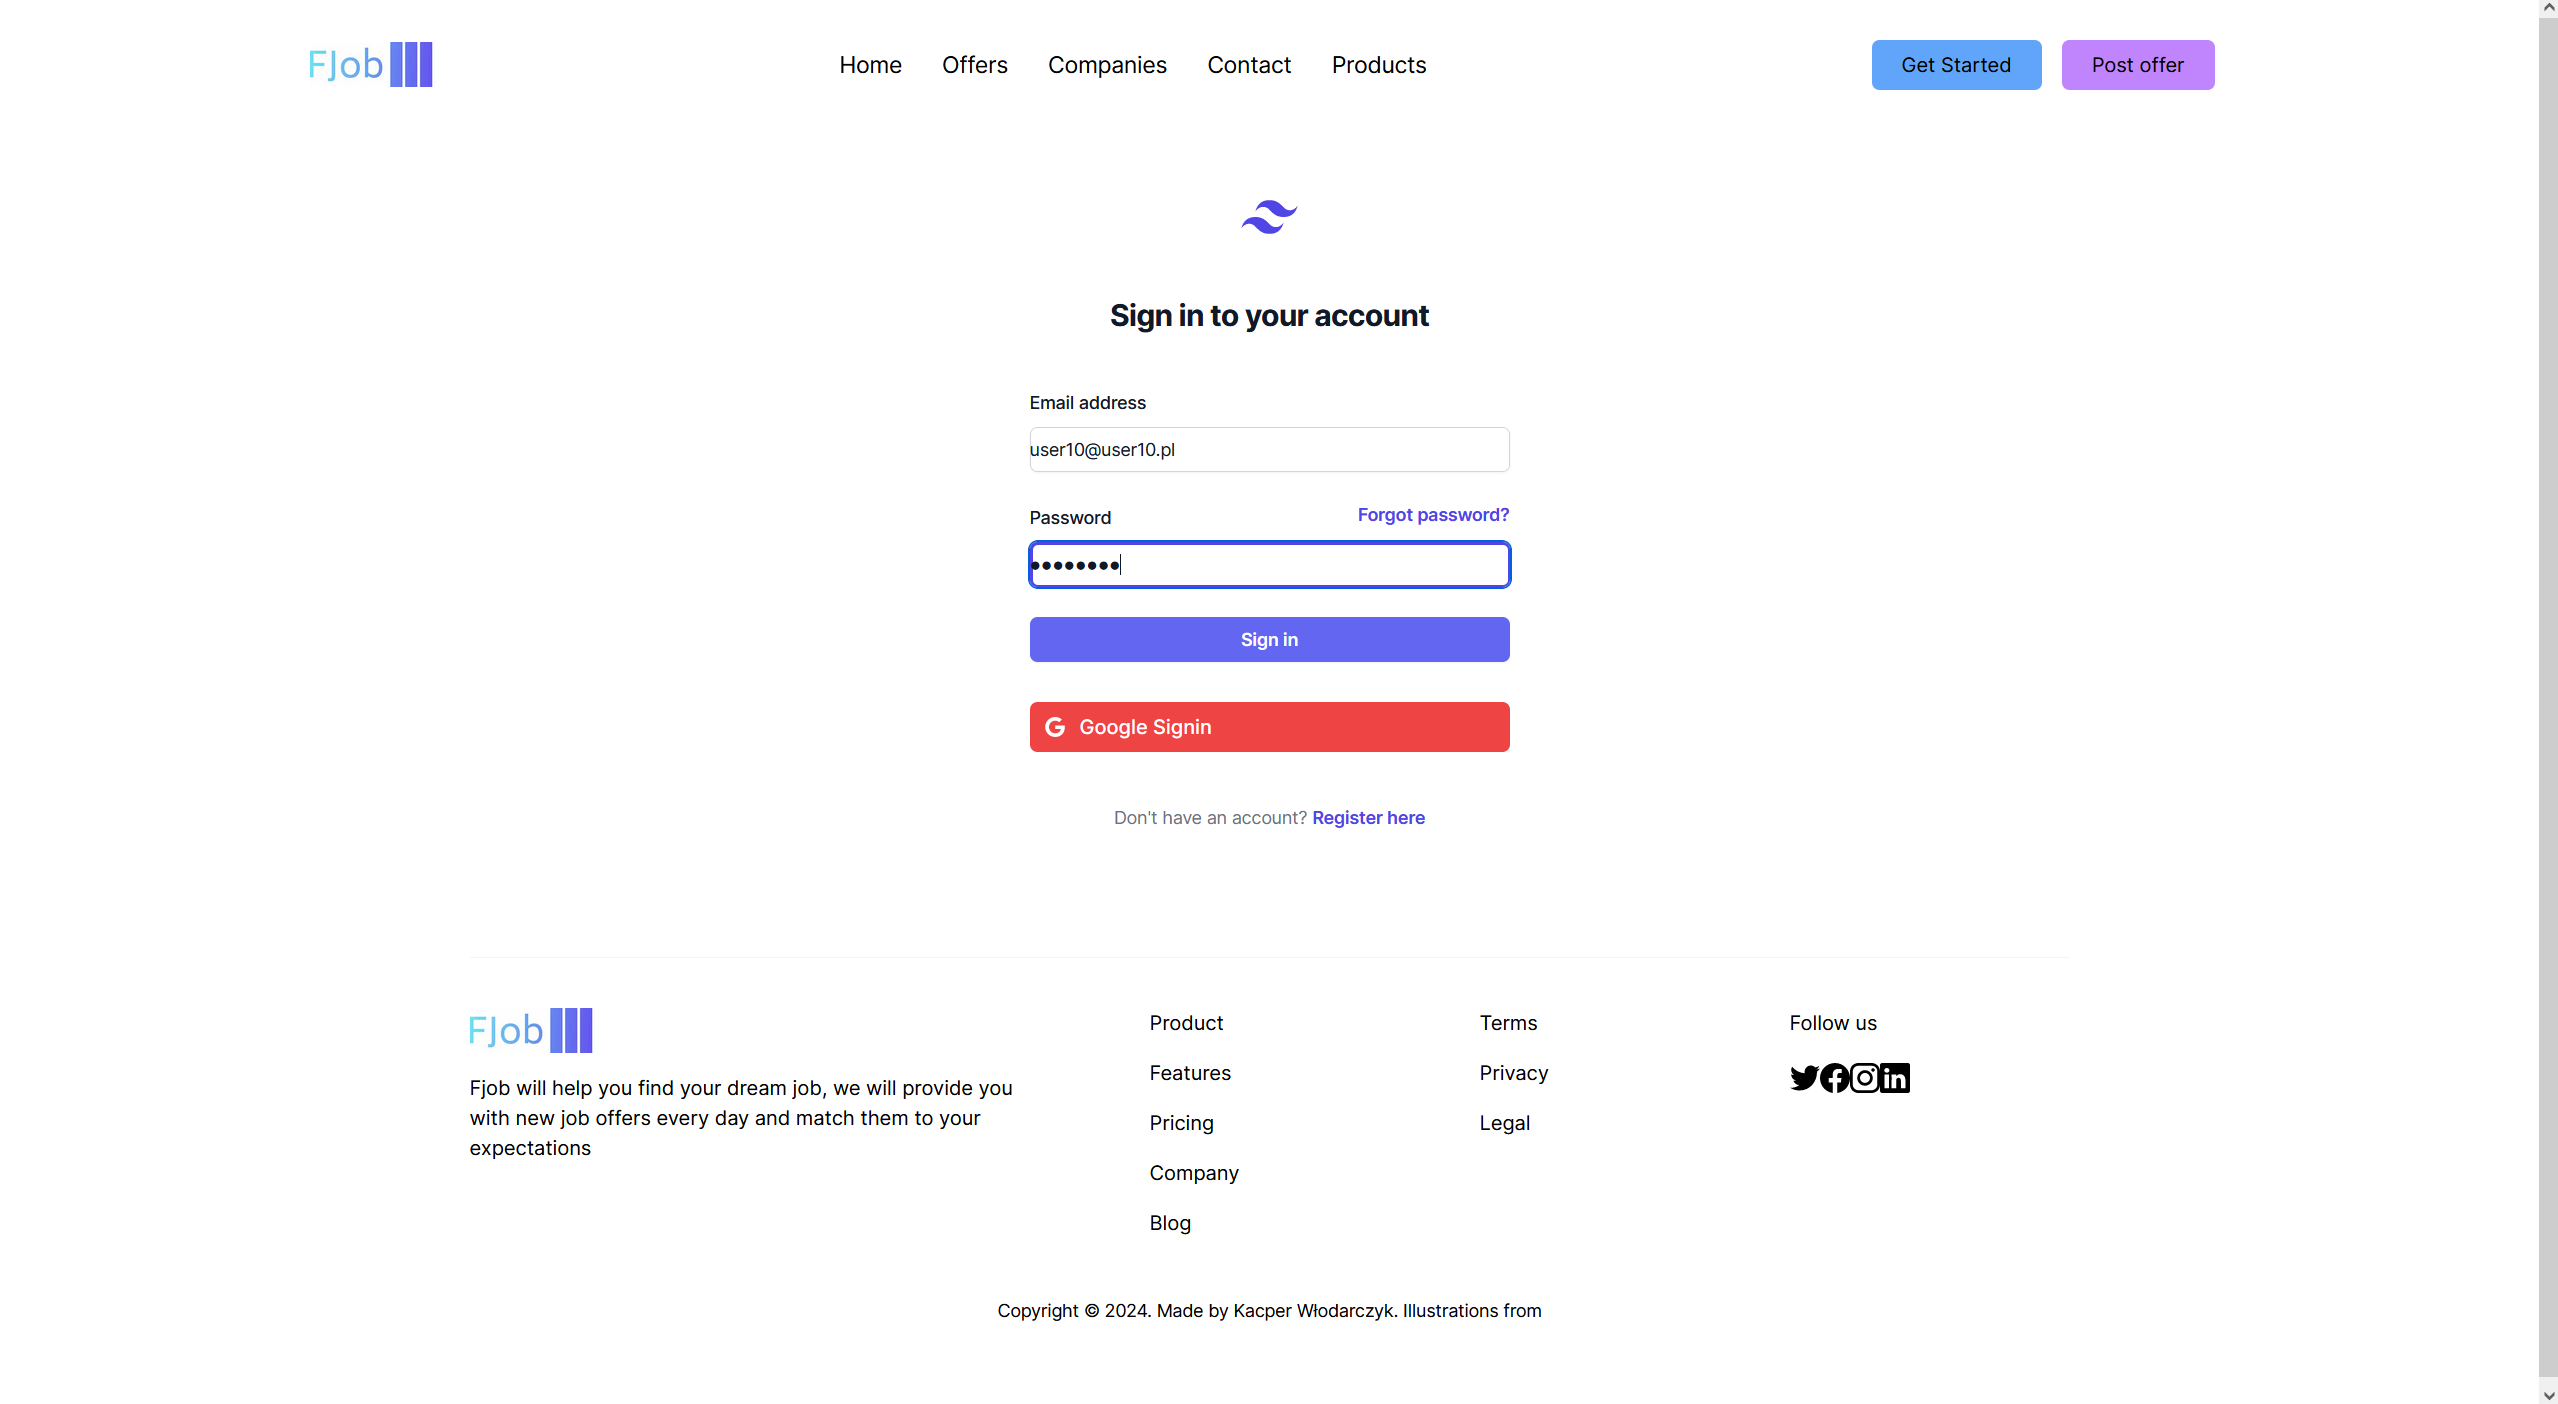 FJob
Home
Offers
Companies
Contact
Products
Get Started
Post offer
Sign in to your account
Email address
user10@user10.pl
Password
Forgot password?
Sign in
Google Signin
Don't have an account? Register here
FJob
Fjob will help you find your dream job, we will provide you
with new job offers every day and match them to your
expectations
Product
Features
Pricing
Company
Blog
Terms
Privacy
Legal
Follow us
Copyright © 2024. Made by Kacper Włodarczyk. Illustrations from